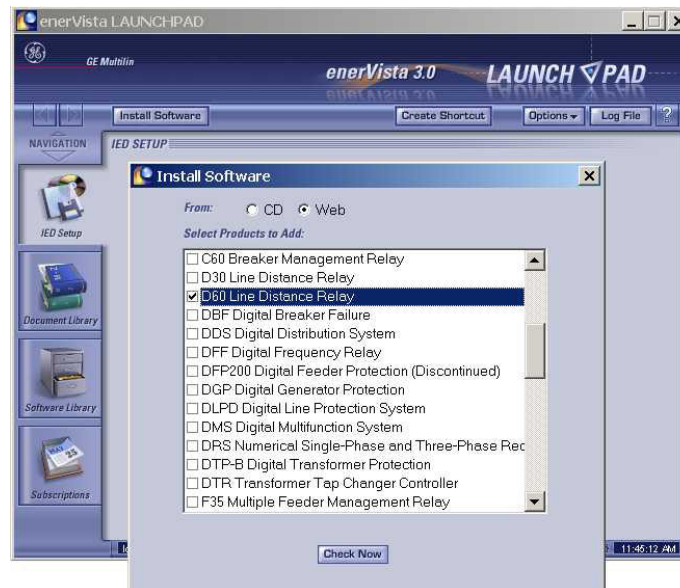 enerVista LAUNCHPAD
GE Multilin
enerVista 3.0 LAUNCH PAD
Install Software
Create Shortcut
Options
Log File
?
NAVIGATION
IED SETUP
Install Software
From: CD Web
IED Setup
Select Products to Add:
C60 Breaker Management Relay
D30 Line Distance Relay
D60 Line Distance Relay
DBF Digital Breaker Failure
Document Library
DDS Digital Distribution System
DFF Digital Frequency Relay
DFP200 Digital Feeder Protection (Discontinued)
DGP Digital Generator Protection
Software Library
DLPD Digital Line Protection System
DMS Digital Multifunction System
DRS Numerical Single-Phase and Three-Phase Rec
DTP-B Digital Transformer Protection
DTR Transformer Tap Changer Controller
Subscriptions
F35 Multiple Feeder Management Relay
Check Now
11:45:12 AM